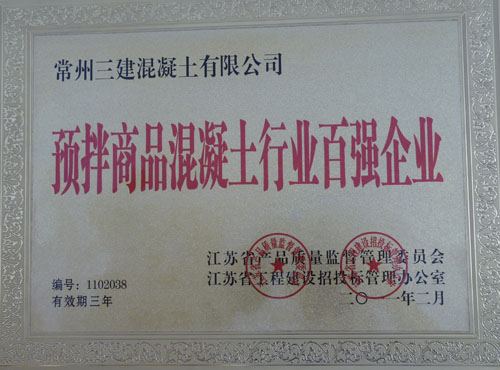 常州三建混凝土有限公司
预拌商品混凝土行业百强企业
江苏省产品质量监督管理委员会
江苏省工程建设招投标管理办公室
编号：1102038
有效期三年
二〇一一年二月